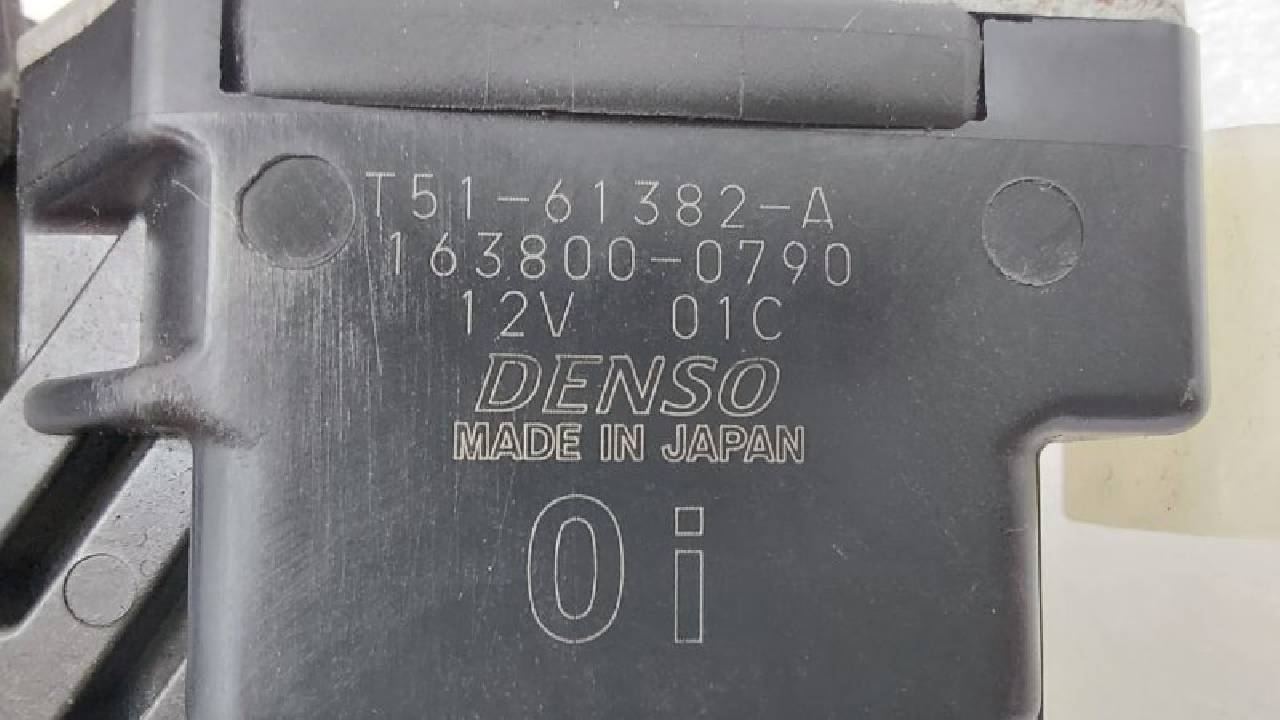 T51-61382-A
163800-0790
12V 01C
DENSO
MADE IN JAPAN
0i